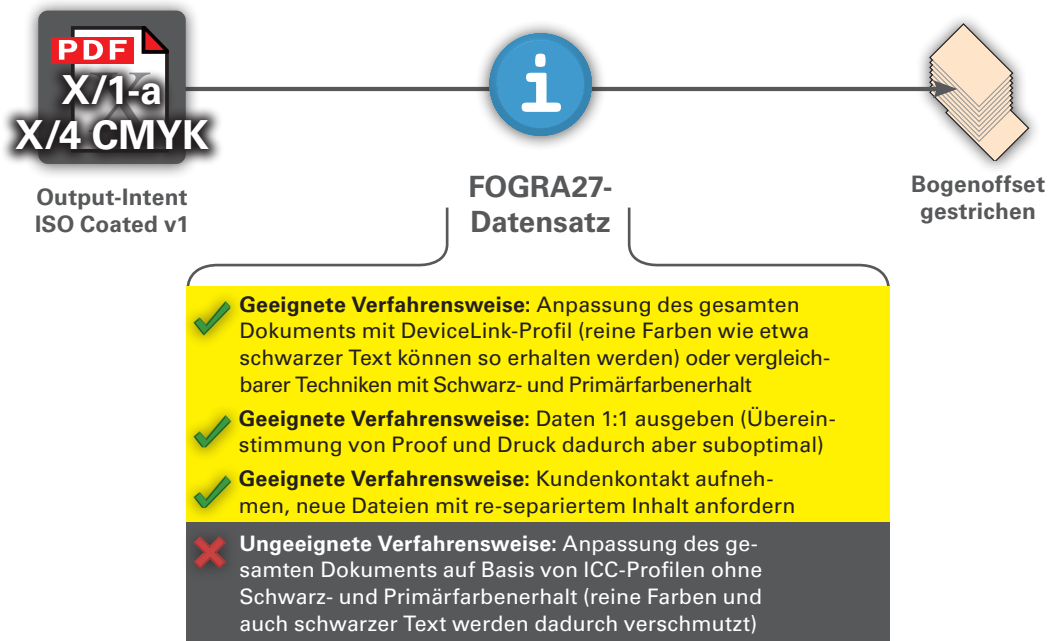 PDF
X/1-a
X/4 CMYK
Output-Intent
ISO Coated v1
i
FOGRA27-
Datensatz
Bogenoffset
gestrichen
Geeignete Verfahrensweise: Anpassung des gesamten
Dokuments mit DeviceLink-Profil (reine Farben wie etwa
schwarzer Text können so erhalten werden) oder vergleich-
barer Techniken mit Schwarz- und Primärfarbenerhalt
Geeignete Verfahrensweise: Daten 1:1 ausgeben (Überein-
stimmung von Proof und Druck dadurch aber suboptimal)
Geeignete Verfahrensweise: Kundenkontakt aufneh-
men, neue Dateien mit re-separiertem Inhalt anfordern
Ungeeignete Verfahrensweise: Anpassung des ge-
samten Dokuments auf Basis von ICC-Profilen ohne
Schwarz- und Primärfarbenerhalt (reine Farben und
auch schwarzer Text werden dadurch verschmutzt)